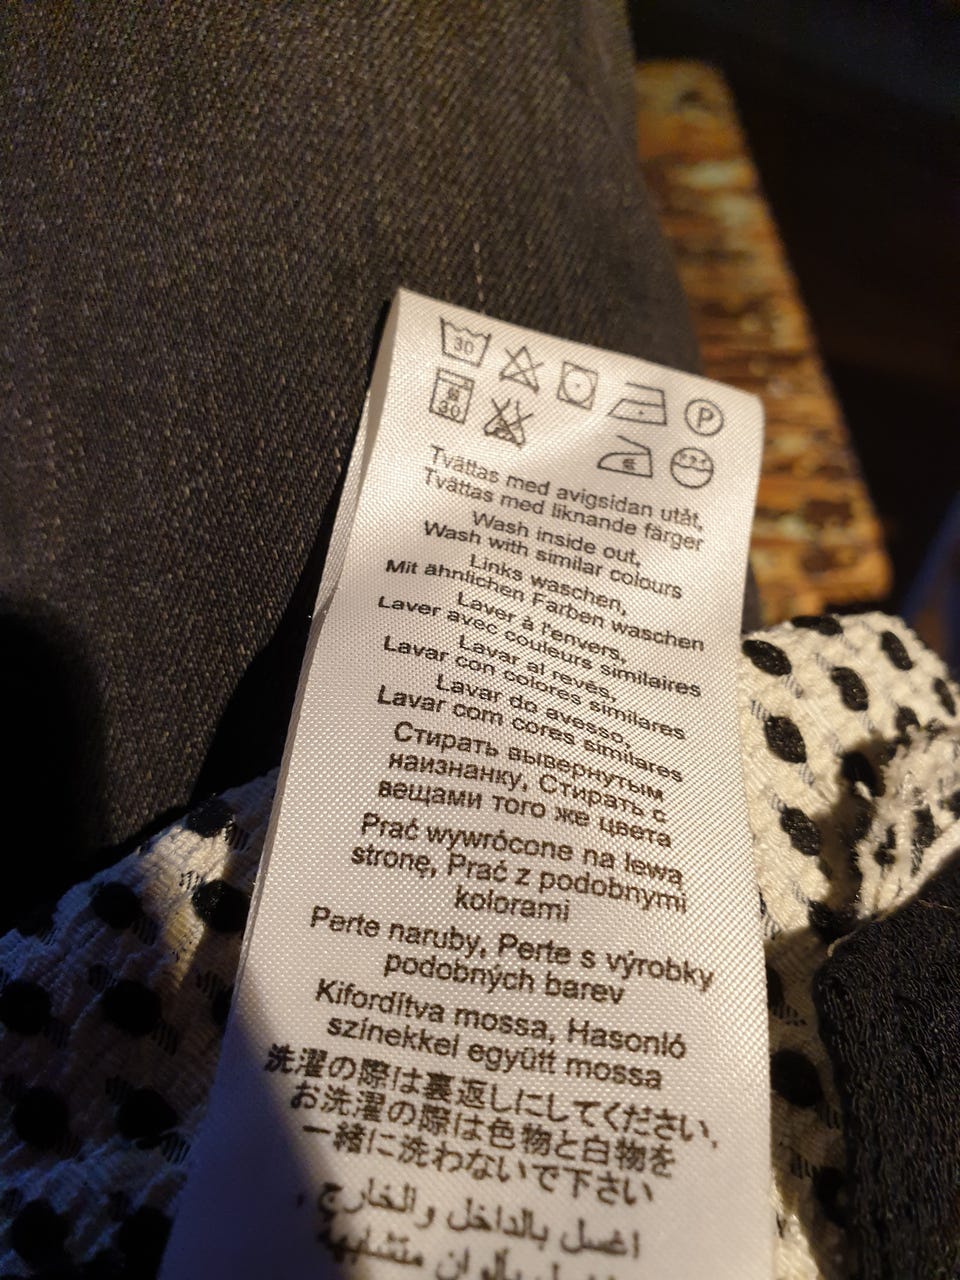 30
P
30
Tvättas med avigsidan utåt,
Tvättas med liknande färger
Wash inside out,
Wash with similar colours
Links waschen,
Mit ähnlichen Farben waschen
Laver à l'envers,
Laver avec couleurs similaires
Lavar al revés,
Lavar con colores similares
Lavar do avesso,
Lavar com cores similares
Стирать вывернутым
наизнанку, Стирать с
вещами того же цвета
Prać wywrócone na lewą
stronę, Prać z podobnymi
kolorami
Perte naruby, Perte s výrobky
podobných barev
Kifordítva mossa, Hasonló
színekkel együtt mossa
洗濯の際は裏返しにしてください,
お洗濯の際は色物と白物を
一緒に洗わないで下さい
اغسل بالداخل والخارج ,
بألوان متشابهة